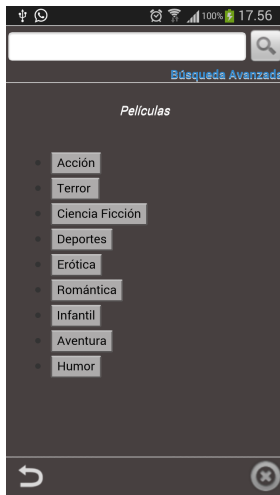 100% 17.56
Búsqueda Avanzada
Películas
Acción
Terror
Ciencia Ficción
Deportes
Erótica
Romántica
Infantil
Aventura
Humor